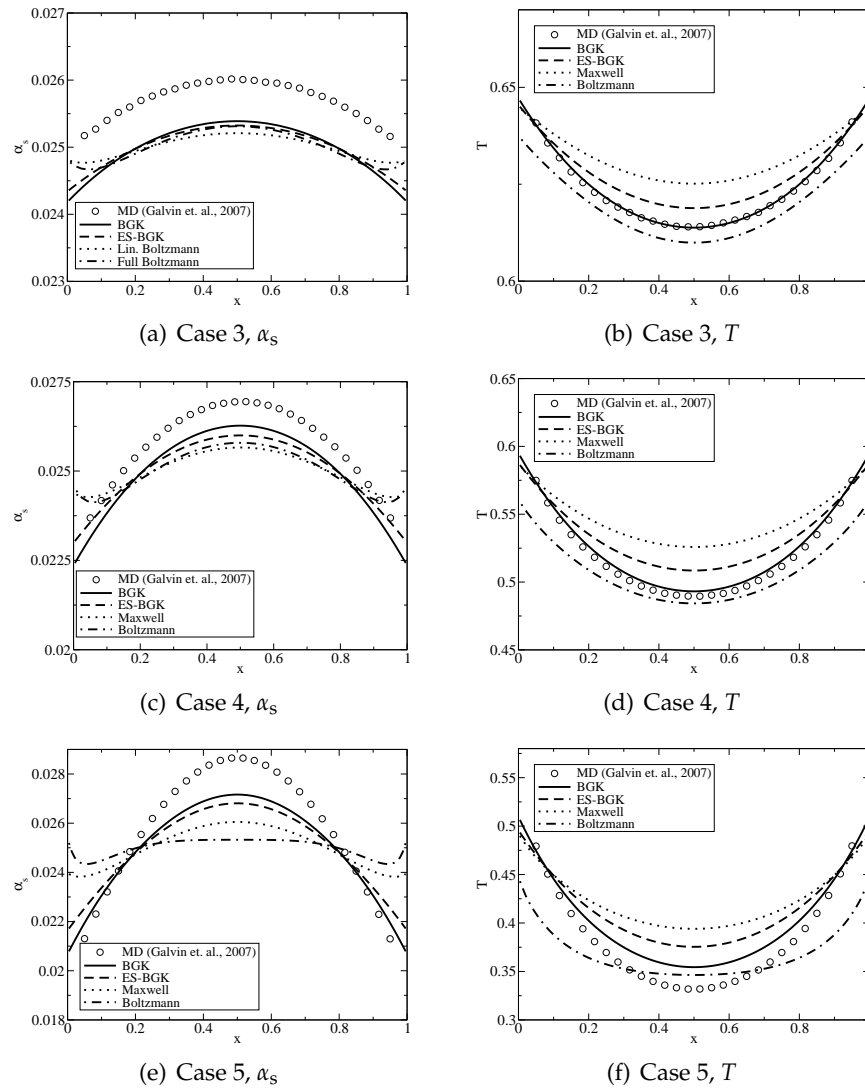 0.027
0.026
0.025
0.024
0.023
αs
MD (Galvin et. al., 2007)
BGK
ES-BGK
Lin. Boltzmann
Full Boltzmann
0 0.2 0.4 0.6 0.8 1
x
(a) Case 3, αs
0.65
0.6
T
MD (Galvin et. al., 2007)
BGK
ES-BGK
Maxwell
Boltzmann
0 0.2 0.4 0.6 0.8 1
x
(b) Case 3, T
0.0275
0.025
0.0225
0.02
αs
MD (Galvin et. al., 2007)
BGK
ES-BGK
Maxwell
Boltzmann
0 0.2 0.4 0.6 0.8 1
x
(c) Case 4, αs
0.65
0.6
0.55
0.5
0.45
T
MD (Galvin et. al., 2007)
BGK
ES-BGK
Maxwell
Boltzmann
0 0.2 0.4 0.6 0.8 1
x
(d) Case 4, T
0.028
0.026
0.024
0.022
0.02
0.018
αs
MD (Galvin et. al., 2007)
BGK
ES-BGK
Maxwell
Boltzmann
0 0.2 0.4 0.6 0.8 1
x
(e) Case 5, αs
0.55
0.5
0.45
0.4
0.35
0.3
T
MD (Galvin et. al., 2007)
BGK
ES-BGK
Maxwell
Boltzmann
0 0.2 0.4 0.6 0.8 1
x
(f) Case 5, T